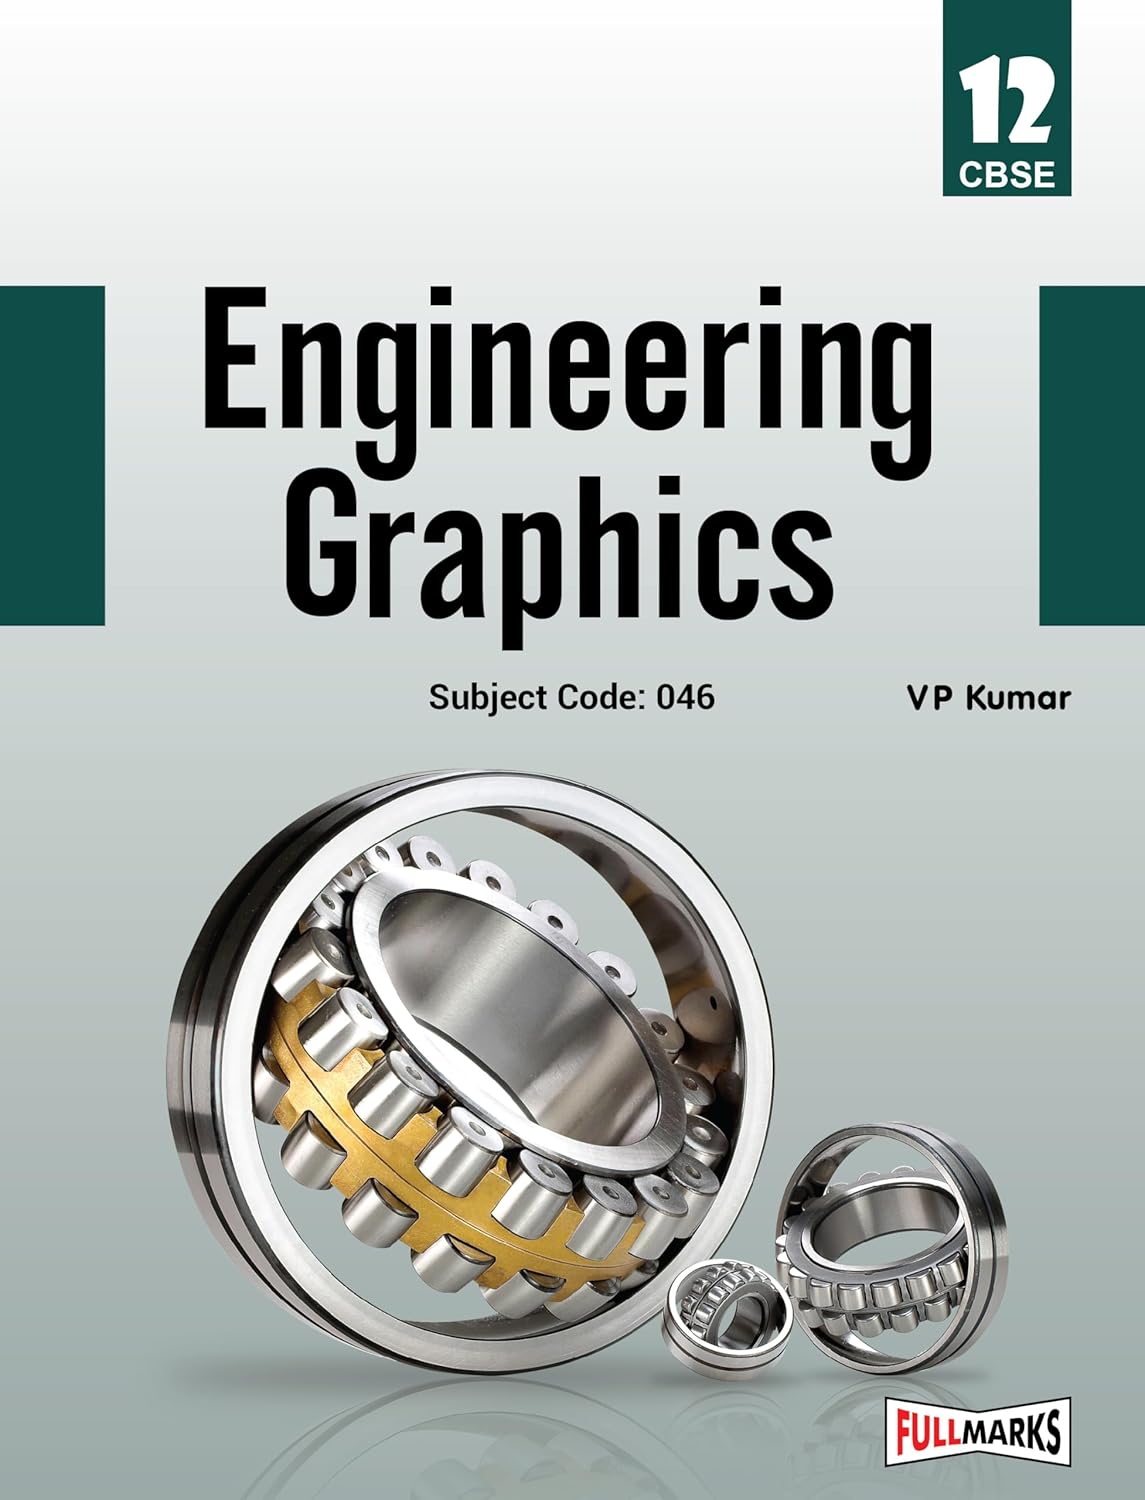 12
CBSE
Engineering
Graphics
Subject Code: 046
VP Kumar
FULLMARKS